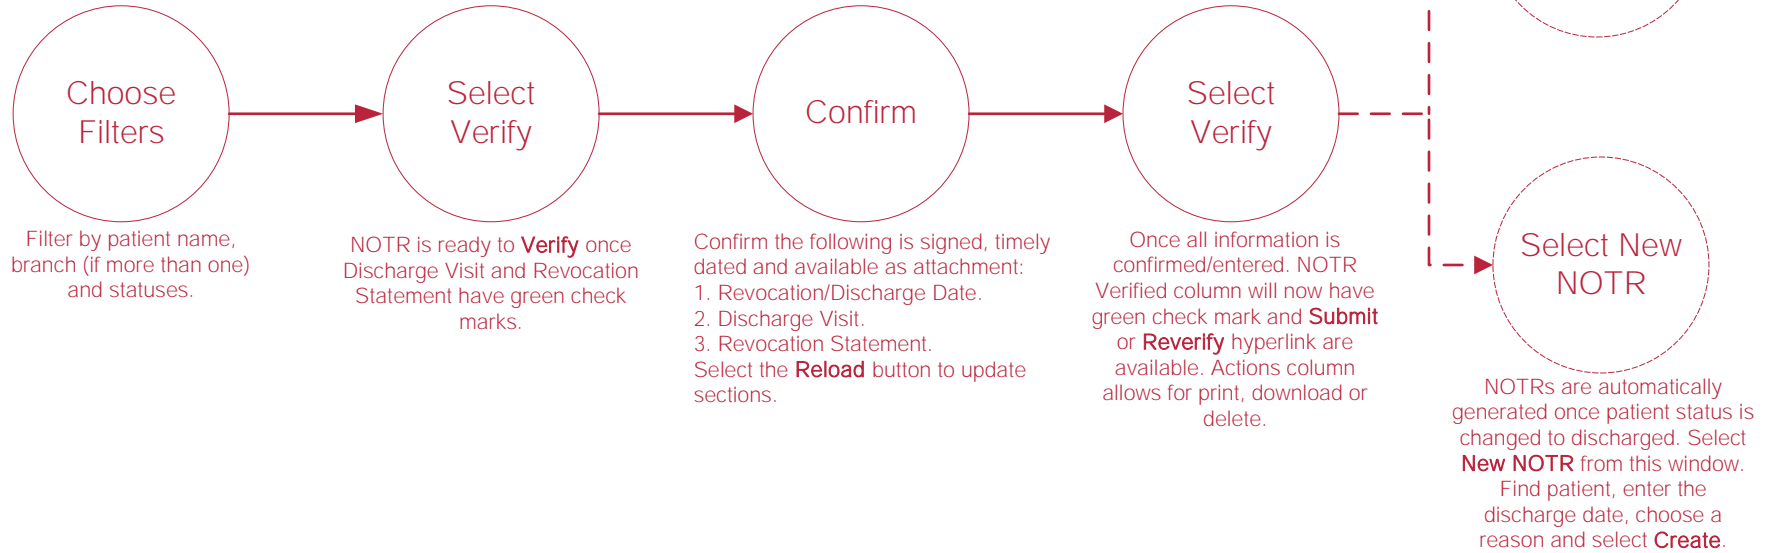 Choose
Filters
Filter by patient name,
branch (if more than one)
and statuses.
Select
Verify
NOTR is ready to Verify once
Discharge Visit and Revocation
Statement have green check
marks.
Confirm
Confirm the following is signed, timely
dated and available as attachment:
1. Revocation/Discharge Date.
2. Discharge Visit.
3. Revocation Statement.
Select the Reload button to update
sections.
Select
Verify
Once all information is
confirmed/entered. NOTR
Verified column will now have
green check mark and Submit
or Reverify hyperlink are
available. Actions column
allows for print, download or
delete.
Select New
NOTR
NOTRs are automatically
generated once patient status is
changed to discharged. Select
New NOTR from this window.
Find patient, enter the
discharge date, choose a
reason and select Create.